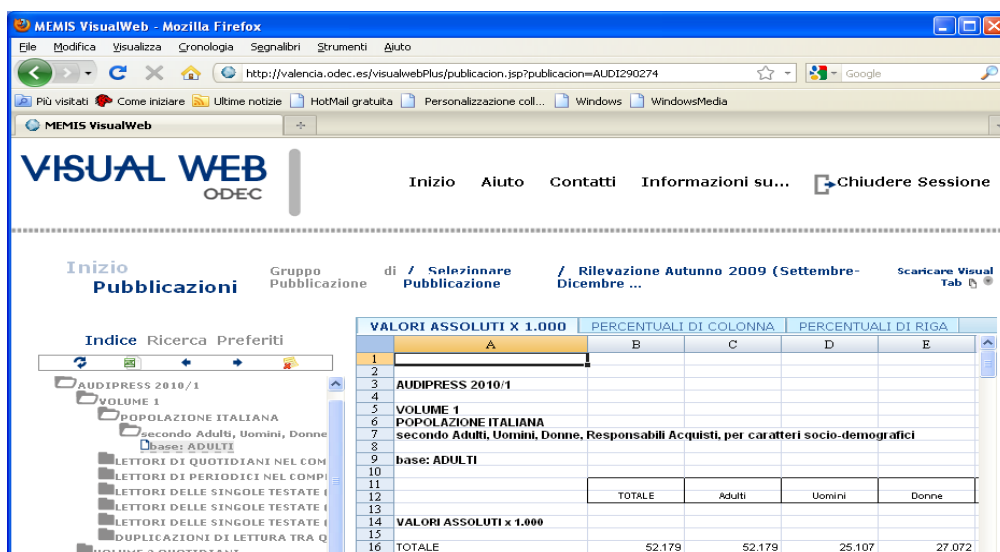 MEMIS VisualWeb - Mozilla Firefox
File Modifica Visualizza Cronologia Segnalibri Strumenti Aiuto
http://valencia.odec.es/visualwebPlus/publicacion.jsp?publicacion=AUDI290274 Google
Più visitati Come iniziare Ultime notizie HotMail gratuita Personalizzazione coll... Windows WindowsMedia
MEMIS VisualWeb
VISUAL WEB
ODEC
Inizio Aiuto Contatti Informazioni su... Chiudere Sessione
Inizio
Pubblicazioni
Gruppo di
Pubblicazione
/ Selezionare
Pubblicazione
/ Rilevazione Autunno 2009 (Settembre-
Dicembre ...
Scaricare Visual
Tab
Indice Ricerca Preferiti
AUDIPRESS 2010/1
VOLUME 1
POPOLAZIONE ITALIANA
secondo Adulti, Uomini, Donne
base: ADULTI
LETTORI DI QUOTIDIANI NEL COM
LETTORI DI PERIODICI NEL COMPL
LETTORI DELLE SINGOLE TESTATE
LETTORI DELLE SINGOLE TESTATE
LETTORI DELLE SINGOLE TESTATE
DUPLICAZIONI DI LETTURA TRA Q
VOLUME 2 QUOTIDIANI
VALORI ASSOLUTI X 1.000 PERCENTUALI DI COLONNA PERCENTUALI DI RIGA
A B C D E
1
2
3 AUDIPRESS 2010/1
4
5 VOLUME 1
6 POPOLAZIONE ITALIANA
7 secondo Adulti, Uomini, Donne, Responsabili Acquisti, per caratteri socio-demografici
8
9 base: ADULTI
10
11
12 TOTALE Adulti Uomini Donne
13
14 VALORI ASSOLUTI x 1.000
15
16 TOTALE 52.179 52.179 25.107 27.072